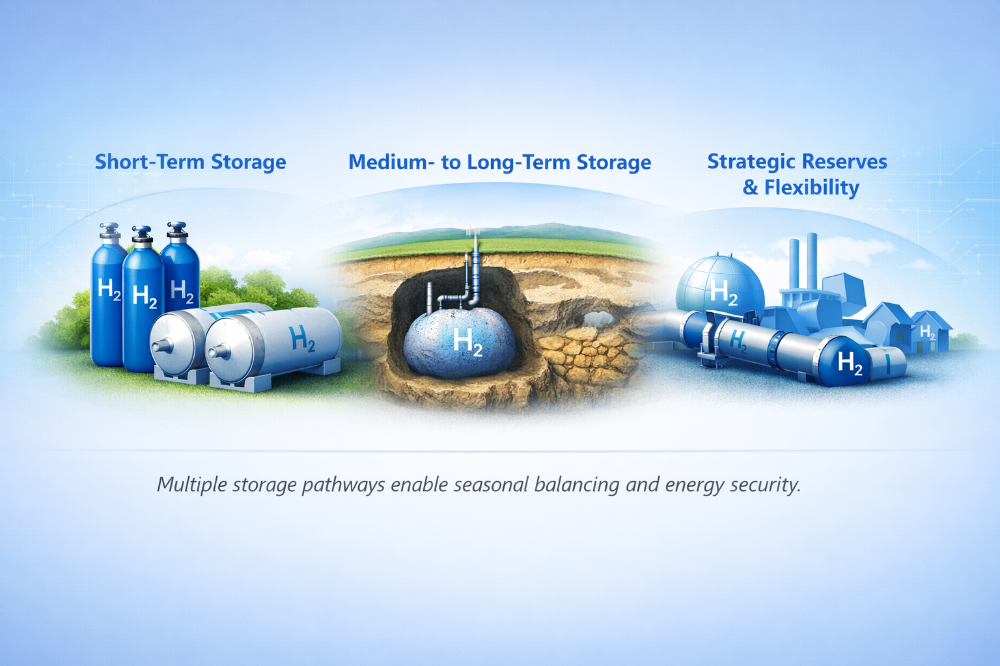 Short-Term Storage
Medium- to Long-Term Storage
Strategic Reserves
& Flexibility
H₂
H₂
H₂
H₂
H₂
H₂
H₂
H₂
H₂
Multiple storage pathways enable seasonal balancing and energy security.